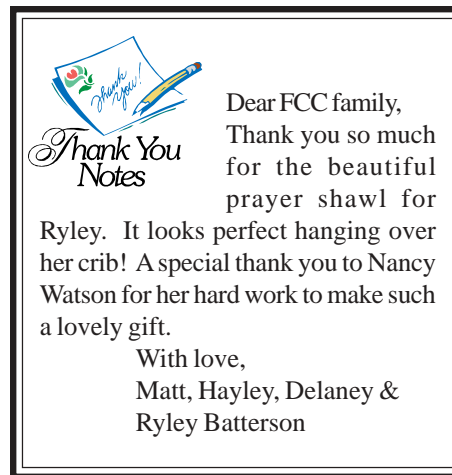 Thank you!
Thank You
Notes
Dear FCC family,
Thank you so much
for the beautiful
prayer shawl for
Ryley. It looks perfect hanging over
her crib! A special thank you to Nancy
Watson for her hard work to make such
a lovely gift.
With love,
Matt, Hayley, Delaney &
Ryley Batterson